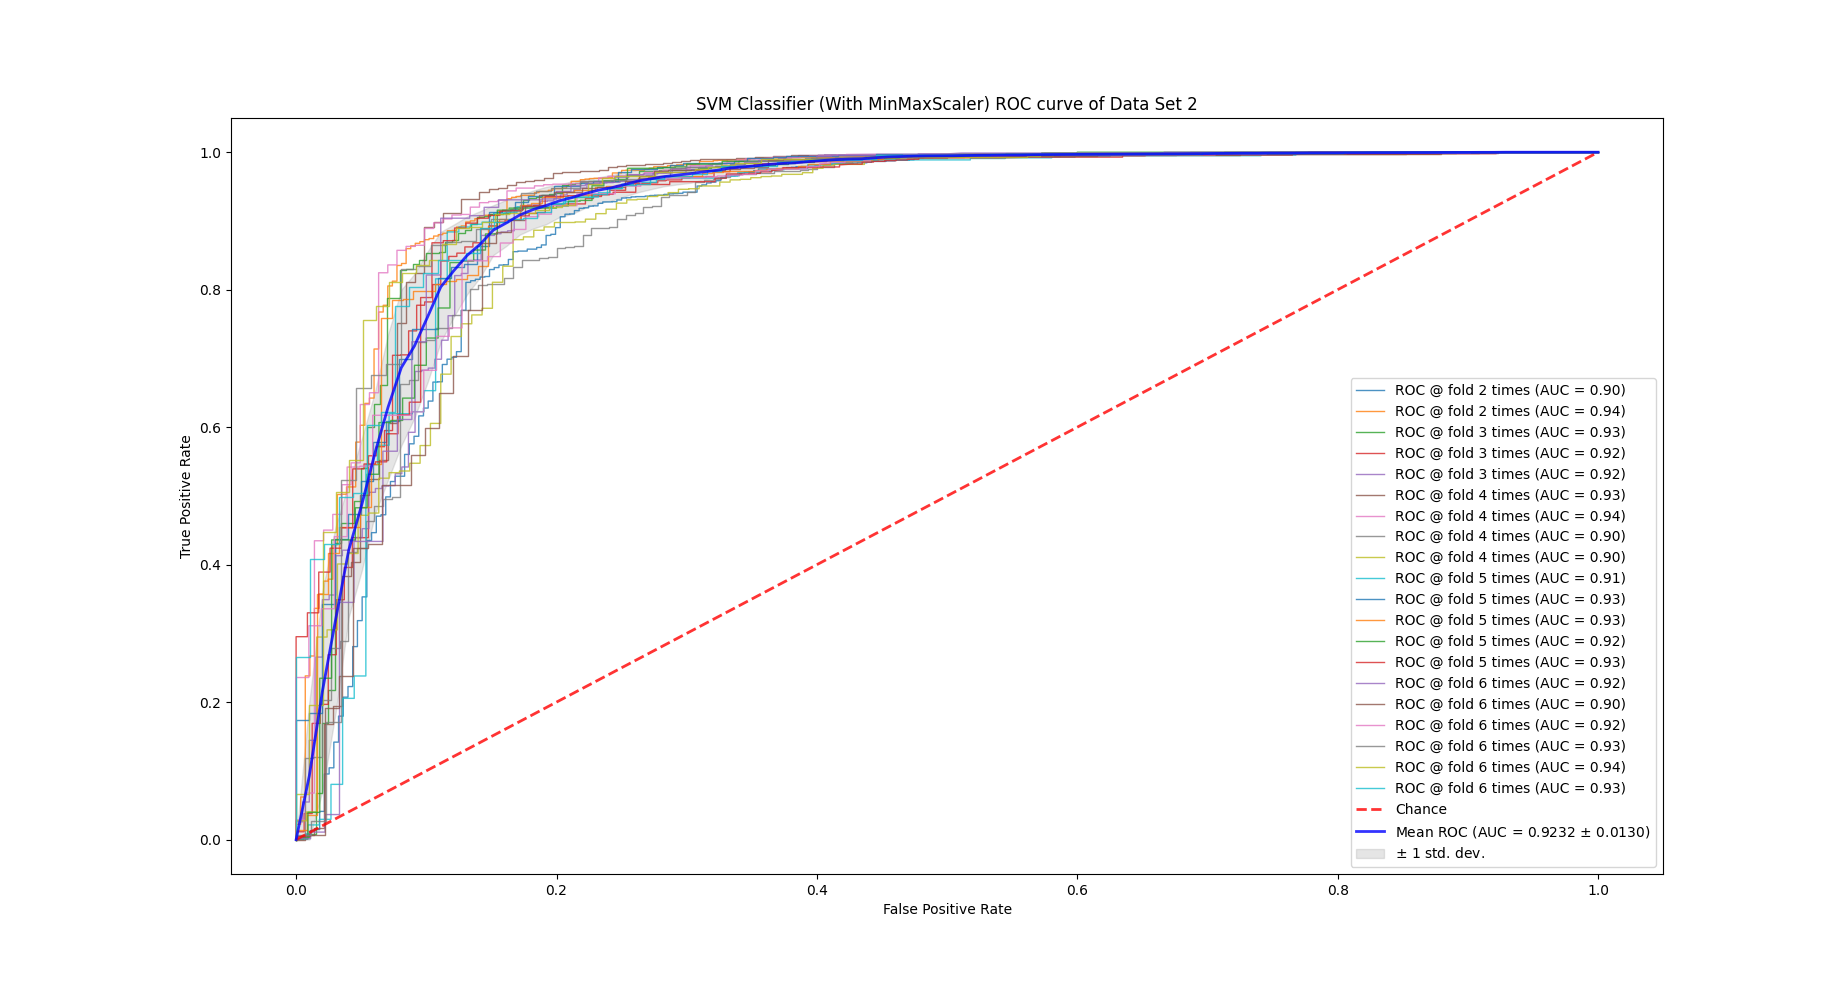 SVM Classifier (With MinMaxScaler) ROC curve of Data Set 2
1.0
0.8
0.6
0.4
0.2
0.0
True Positive Rate
ROC @ fold 2 times (AUC = 0.90)
ROC @ fold 2 times (AUC = 0.94)
ROC @ fold 3 times (AUC = 0.93)
ROC @ fold 3 times (AUC = 0.92)
ROC @ fold 3 times (AUC = 0.92)
ROC @ fold 4 times (AUC = 0.93)
ROC @ fold 4 times (AUC = 0.94)
ROC @ fold 4 times (AUC = 0.90)
ROC @ fold 4 times (AUC = 0.90)
ROC @ fold 5 times (AUC = 0.91)
ROC @ fold 5 times (AUC = 0.93)
ROC @ fold 5 times (AUC = 0.93)
ROC @ fold 5 times (AUC = 0.92)
ROC @ fold 5 times (AUC = 0.93)
ROC @ fold 6 times (AUC = 0.92)
ROC @ fold 6 times (AUC = 0.90)
ROC @ fold 6 times (AUC = 0.92)
ROC @ fold 6 times (AUC = 0.93)
ROC @ fold 6 times (AUC = 0.94)
ROC @ fold 6 times (AUC = 0.93)
Chance
Mean ROC (AUC = 0.9232 ± 0.0130)
± 1 std. dev.
0.0 0.2 0.4 0.6 0.8 1.0
False Positive Rate